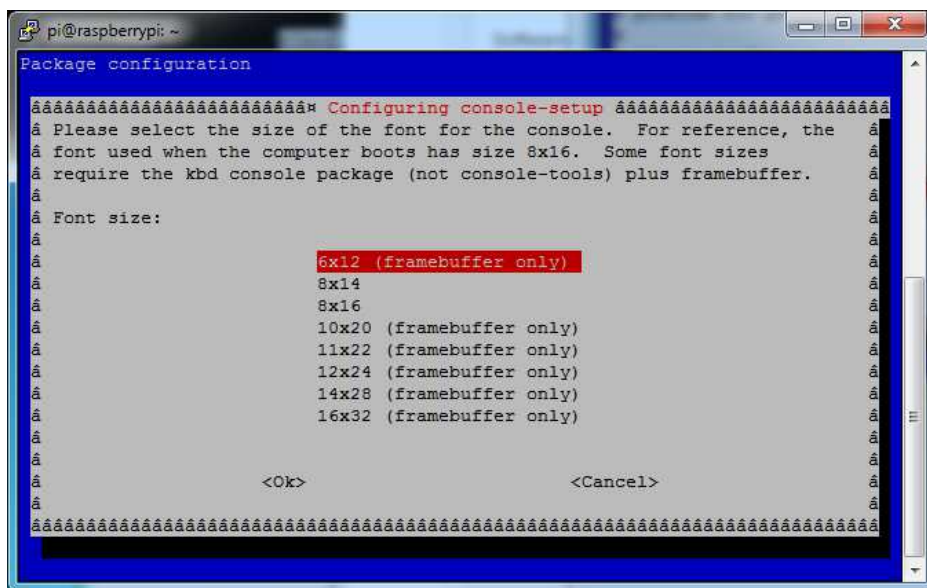 pi@raspberrypi: ~
Package configuration
âââââââââââââââââââââââââ¤ Configuring console-setup âââââââââââââââââââââââââ
â Please select the size of the font for the console.  For reference, the    â
â font used when the computer boots has size 8x16.  Some font sizes          â
â require the kbd console package (not console-tools) plus framebuffer.      â
â                                                                            â
â Font size:                                                                 â
â                                                                            â
â                         6x12 (framebuffer only)                            â
â                         8x14                                               â
â                         8x16                                               â
â                         10x20 (framebuffer only)                           â
â                         11x22 (framebuffer only)                           â
â                         12x24 (framebuffer only)                           â
â                         14x28 (framebuffer only)                           â
â                         16x32 (framebuffer only)                           â
â                                                                            â
â                                                                            â
â                    <Ok>                        <Cancel>                    â
â                                                                            â
âââââââââââââââââââââââââââââââââââââââââââââââââââââââââââââââââââââââââââââ